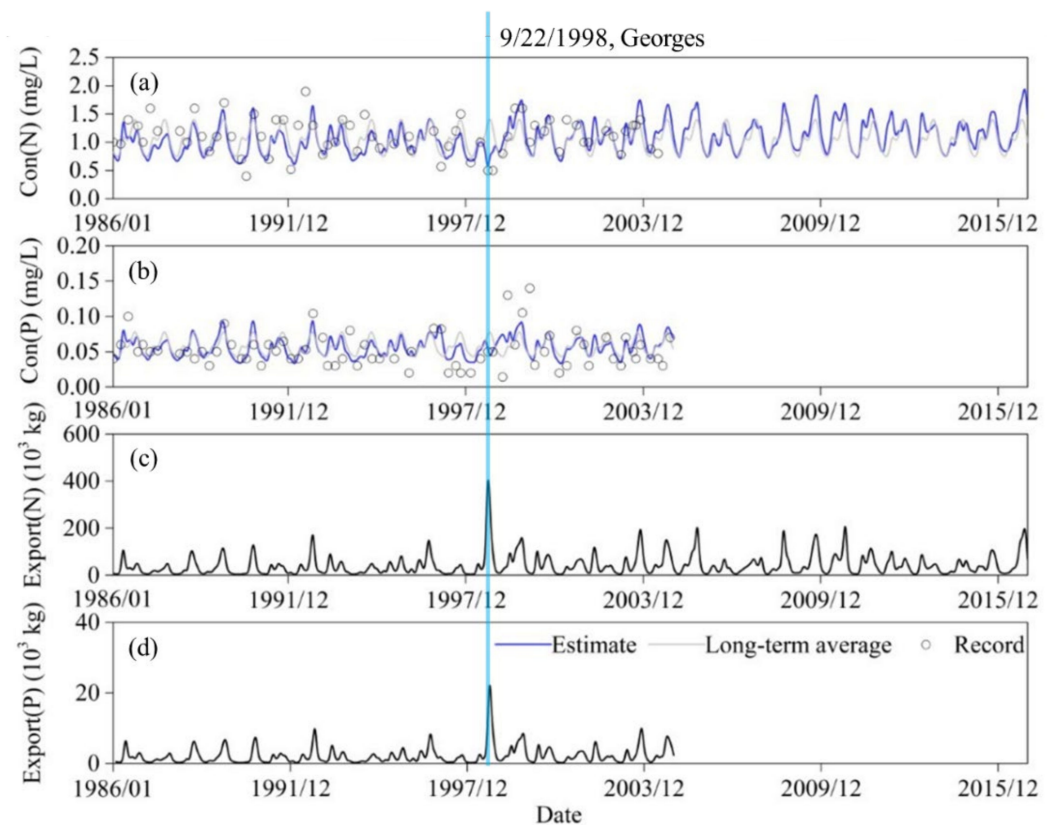 9/22/1998, Georges
Con(N) (mg/L)
2.5
2.0
1.5
1.0
0.5
0.0
(a)
1986/01 1991/12 1997/12 2003/12 2009/12 2015/12
Con(P) (mg/L)
0.20
0.15
0.10
0.05
0.00
(b)
1986/01 1991/12 1997/12 2003/12 2009/12 2015/12
Export(N) (10³ kg)
600
400
200
0
(c)
1986/01 1991/12 1997/12 2003/12 2009/12 2015/12
Export(P) (10³ kg)
40
20
0
(d)
Estimate Long-term average Record
1986/01 1991/12 1997/12 2003/12 2009/12 2015/12
Date